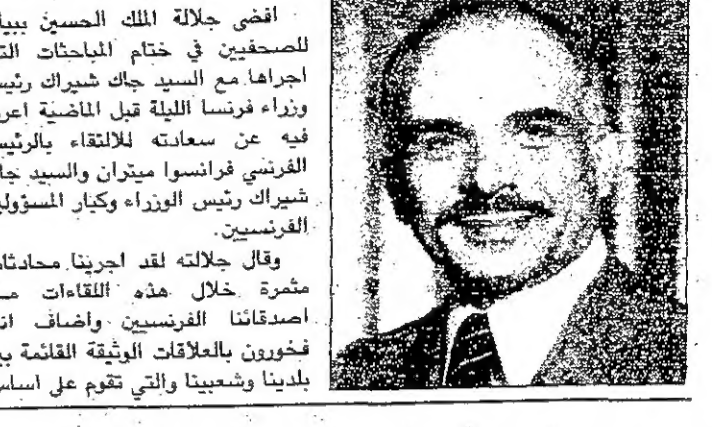 افضى جلالة الملك الحسين ببيا
للصحفيين في ختام المباحثات الت
اجراها مع السيد جاك شيراك رئيس
وزراء فرنسا الليلة قبل الماضية اعر
فيه عن سعادته للالتقاء بالرئيس
الفرنسي فرانسوا ميتران والسيد جا
شيراك رئيس الوزراء وكبار المسؤولي
الفرنسيين.
وقال جلالته لقد اجرينا محادثا
مثمرة خلال هذه اللقاءات مـ
اصدقائنا الفرنسيين واضاف ان
فخورون بالعلاقات الوثيقة القائمة بي
بلدينا وشعبينا والتي تقوم على اساس